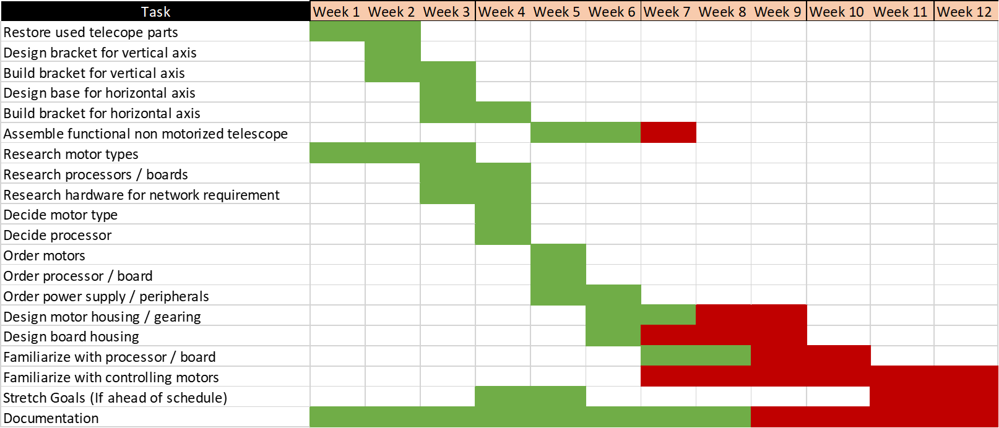 Task Week 1 Week 2 Week 3 Week 4 Week 5 Week 6 Week 7 Week 8 Week 9 Week 10 Week 11 Week 12
Restore used telecope parts
Design bracket for vertical axis
Build bracket for vertical axis
Design base for horizontal axis
Build bracket for horizontal axis
Assemble functional non motorized telescope
Research motor types
Research processors / boards
Research hardware for network requirement
Decide motor type
Decide processor
Order motors
Order processor / board
Order power supply / peripherals
Design motor housing / gearing
Design board housing
Familiarize with processor / board
Familiarize with controlling motors
Stretch Goals (If ahead of schedule)
Documentation